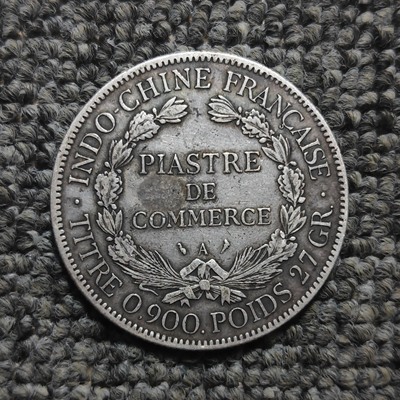 INDO-CHINE FRANÇAISE
PIASTRE
DE
COMMERCE
A
TITRE 0,900. POIDS 27 GR.